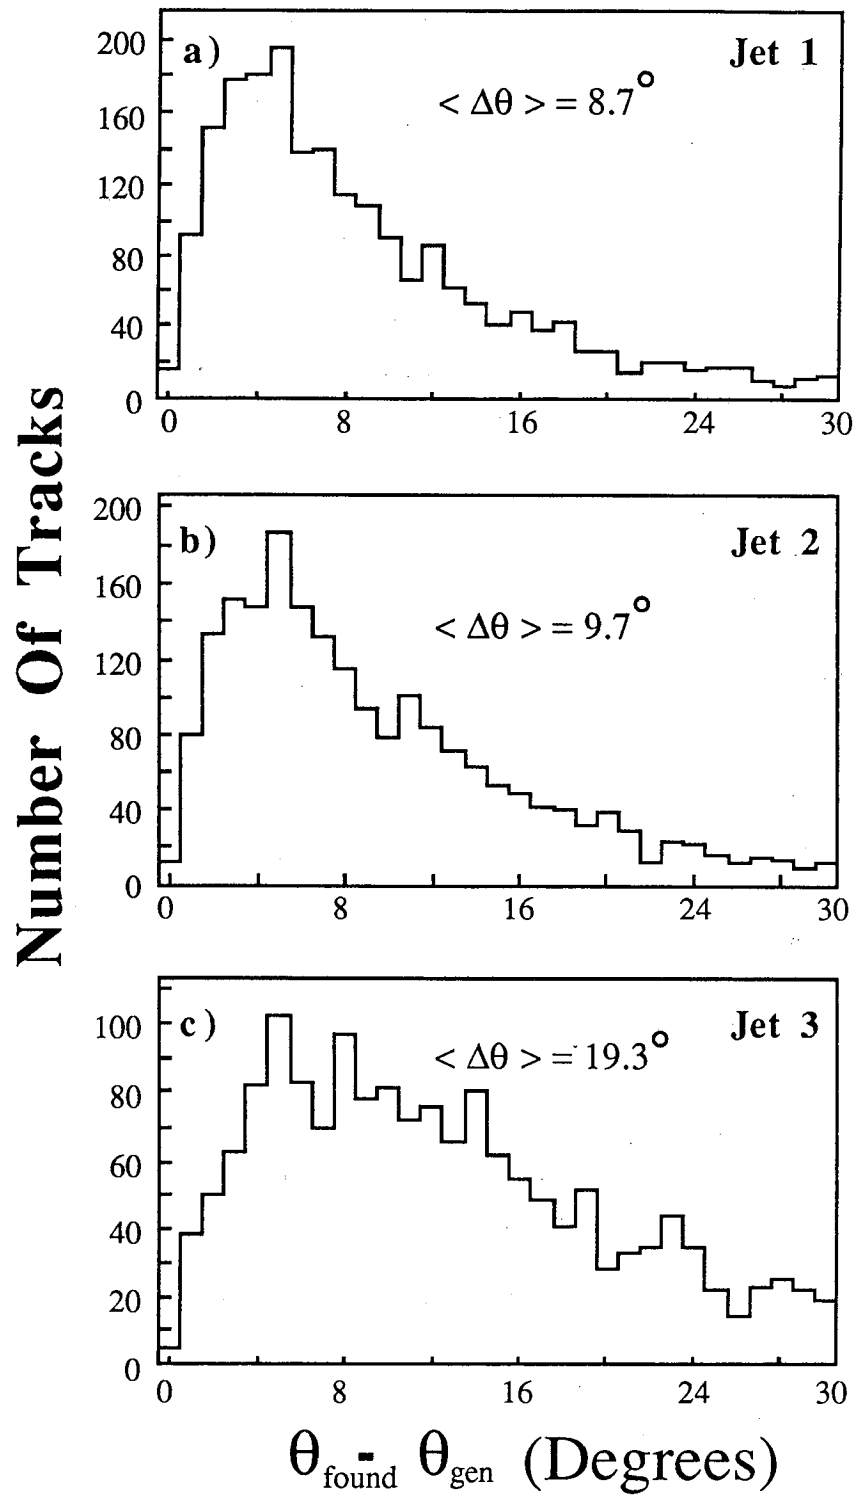 Number Of Tracks
a)
Jet 1
< Δθ > = 8.7°
200
160
120
80
40
0
0 8 16 24 30
b)
Jet 2
< Δθ > = 9.7°
200
160
120
80
40
0
0 8 16 24 30
c)
Jet 3
< Δθ > = 19.3°
100
80
60
40
20
0
0 8 16 24 30
θfound - θgen (Degrees)